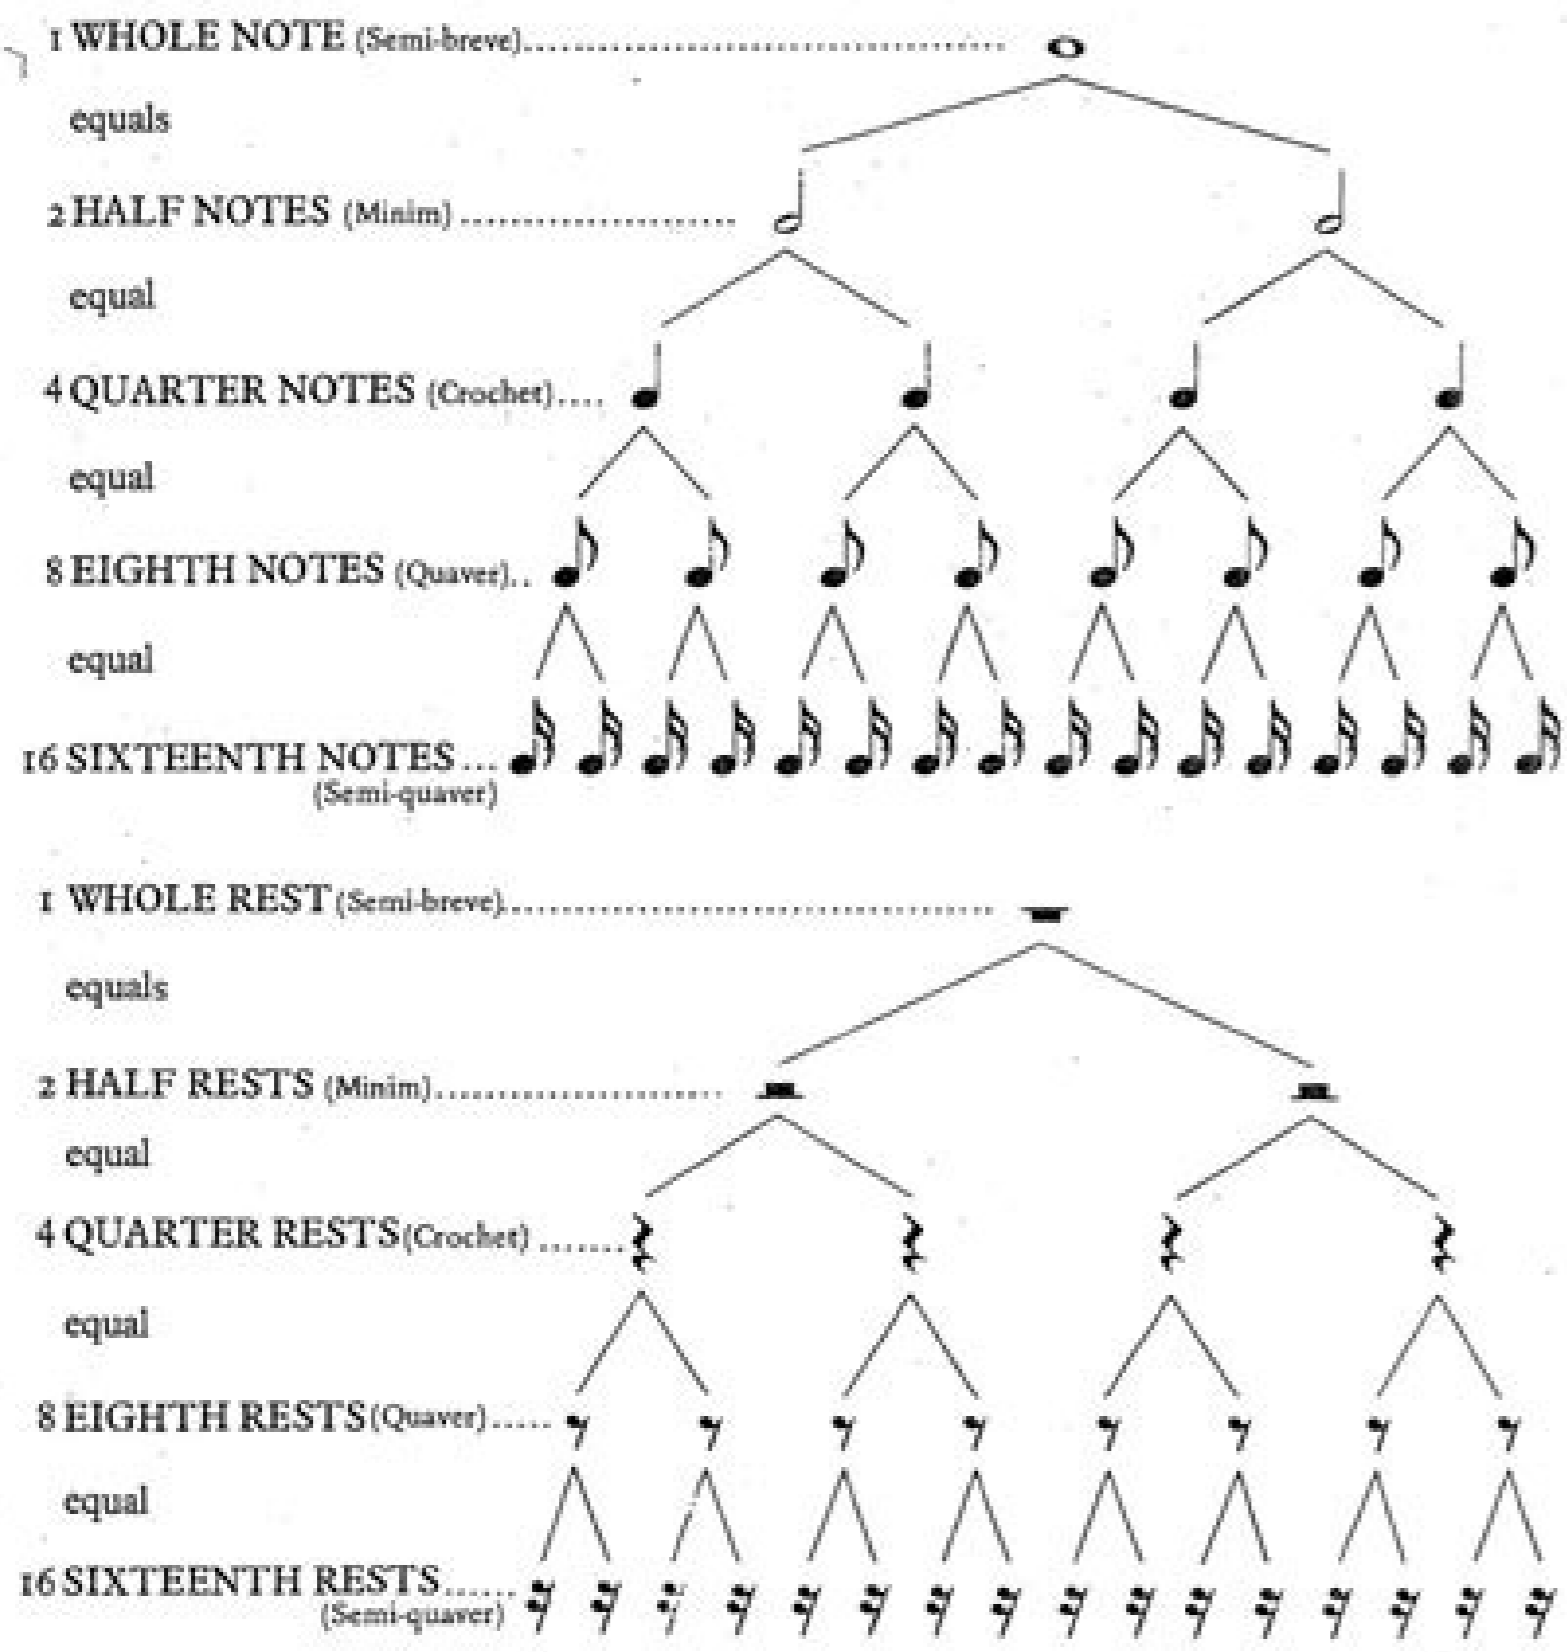 1 WHOLE NOTE (Semi-breve)........................................
equals
2 HALF NOTES (Minim) .......................
equal
4 QUARTER NOTES (Crochet)....
equal
8 EIGHTH NOTES (Quaver)..
equal
16 SIXTEENTH NOTES ...
(Semi-quaver)
1 WHOLE REST (Semi-breve)........................................
equals
2 HALF RESTS (Minim)........................
equal
4 QUARTER RESTS (Crochet) .......
equal
8 EIGHTH RESTS (Quaver).....
equal
16 SIXTEENTH RESTS......
(Semi-quaver)